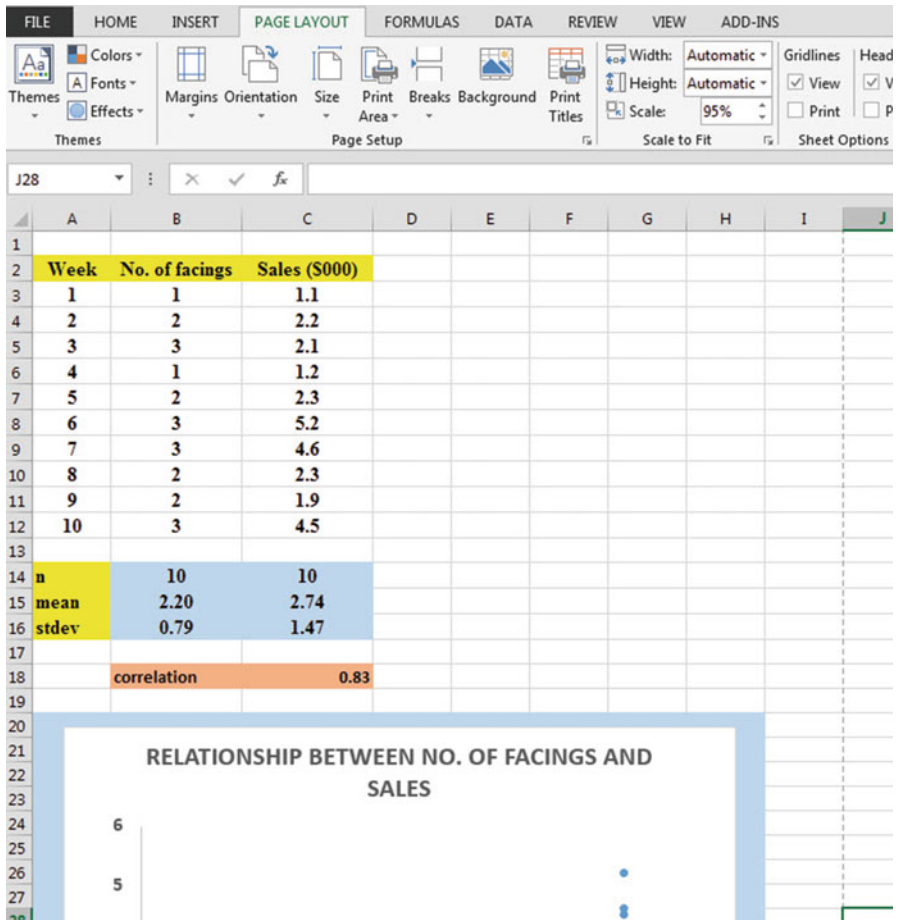 FILE HOME INSERT PAGE LAYOUT FORMULAS DATA REVIEW VIEW ADD-INS
Aa Colors Width: Automatic Gridlines Head
A Fonts Height: Automatic View
Themes Effects Margins Orientation Size Print Area Breaks Background Print Titles Scale: 95% Print
Themes Page Setup Scale to Fit Sheet Options
J28 fx
A B C D E F G H I J
1
2 Week No. of facings Sales ($000)
3 1 1 1.1
4 2 2 2.2
5 3 3 2.1
6 4 1 1.2
7 5 2 2.3
8 6 3 5.2
9 7 3 4.6
10 8 2 2.3
11 9 2 1.9
12 10 3 4.5
13
14 n 10 10
15 mean 2.20 2.74
16 stdev 0.79 1.47
17
18 correlation 0.83
19
20
21 RELATIONSHIP BETWEEN NO. OF FACINGS AND
22 SALES
23
24 6
25
26
27 5
28